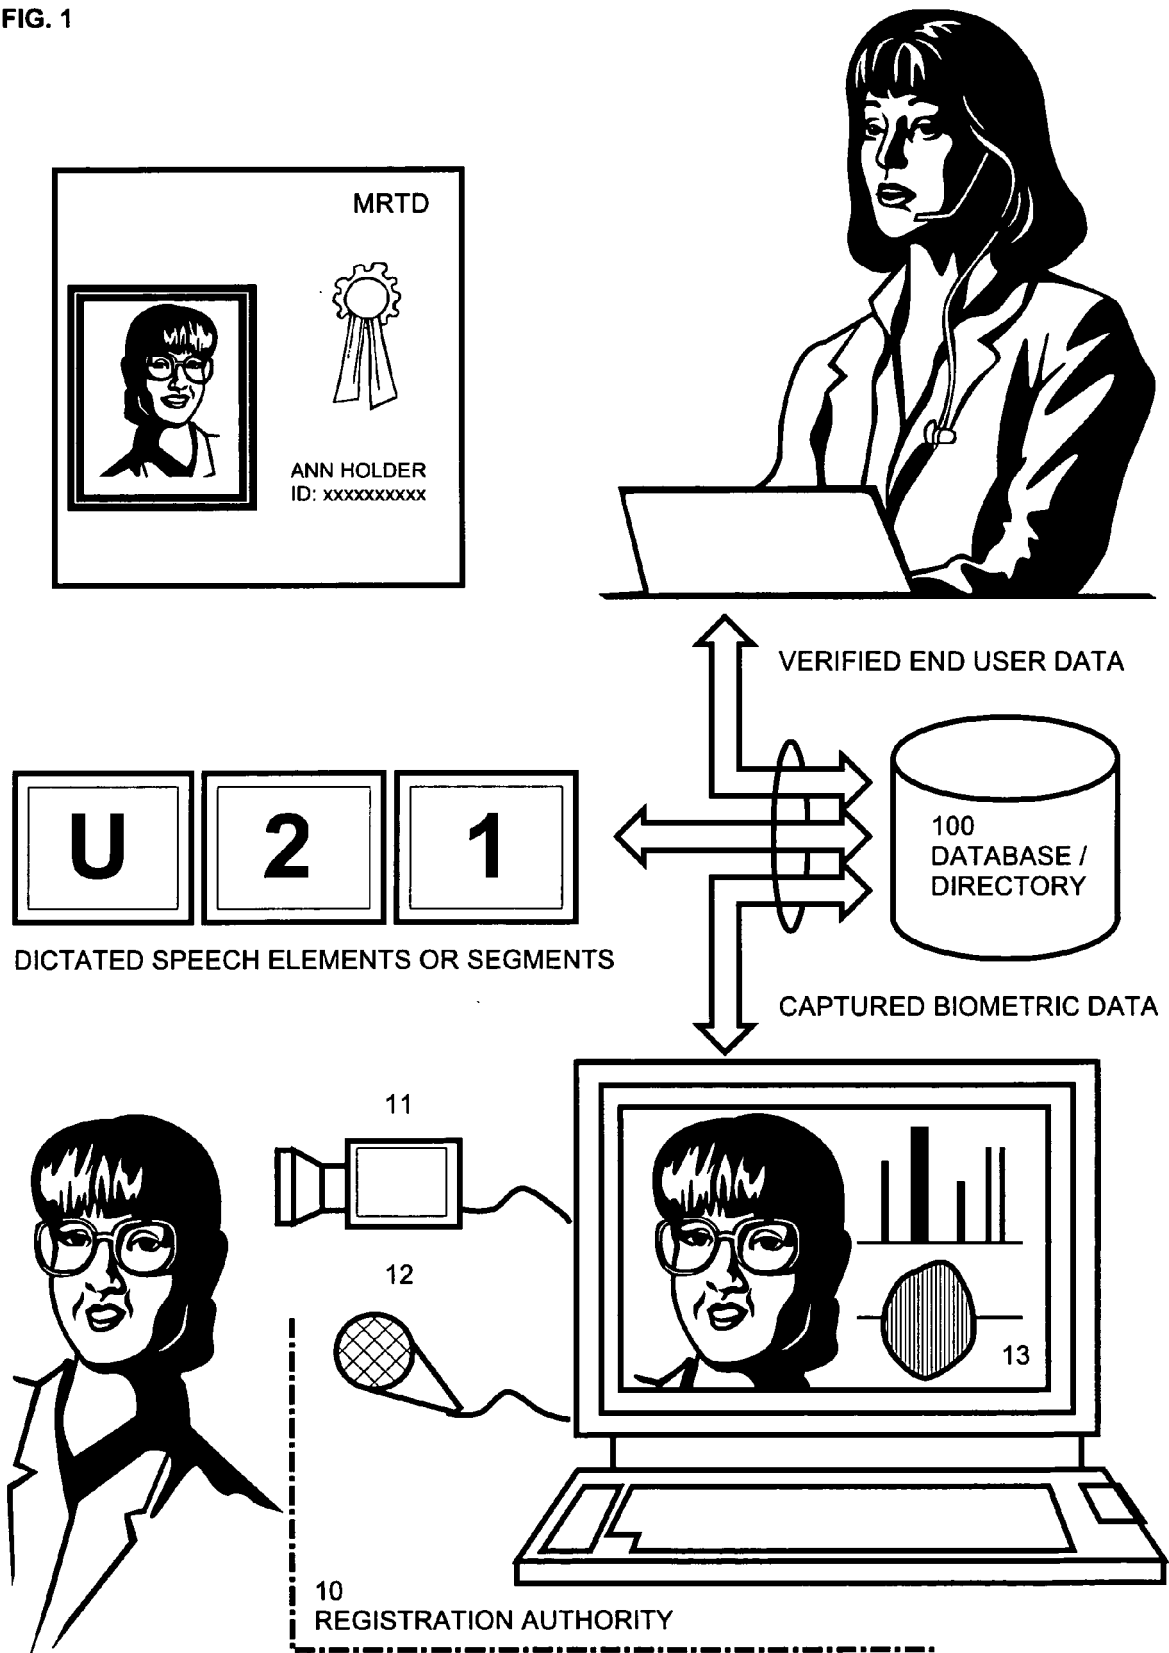 FIG. 1
MRTD
ANN HOLDER
ID: xxxxxxxxxx
VERIFIED END USER DATA
U 2 1
100
DATABASE /
DIRECTORY
DICTATED SPEECH ELEMENTS OR SEGMENTS
CAPTURED BIOMETRIC DATA
11
12
13
10
REGISTRATION AUTHORITY